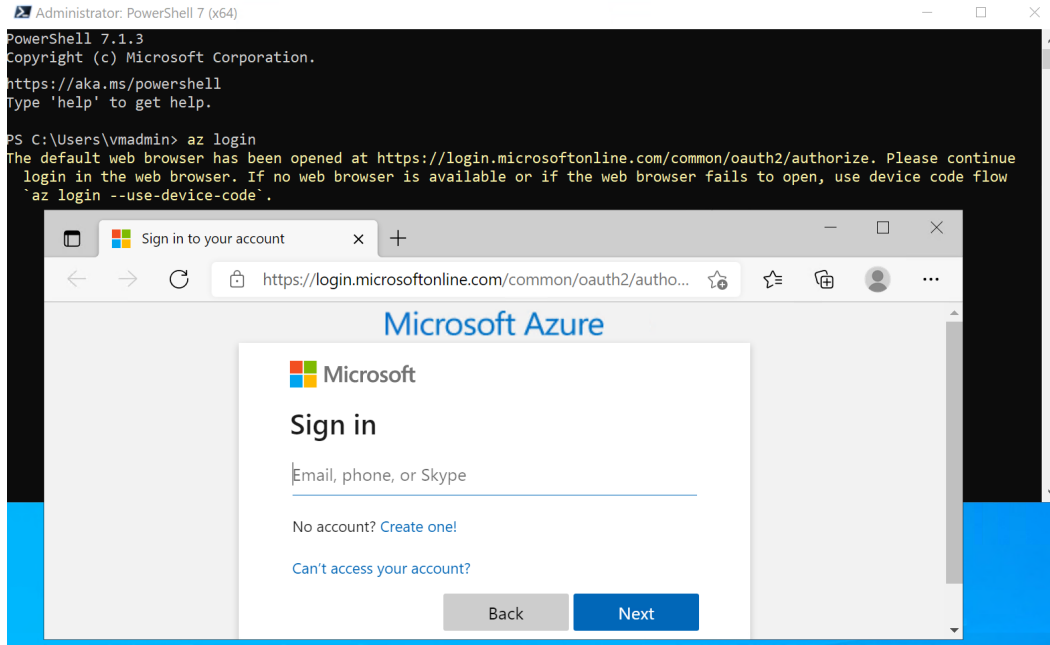 Administrator: PowerShell 7 (x64)
PowerShell 7.1.3
Copyright (c) Microsoft Corporation.
https://aka.ms/powershell
Type 'help' to get help.
PS C:\Users\vmadmin> az login
The default web browser has been opened at https://login.microsoftonline.com/common/oauth2/authorize. Please continue
login in the web browser. If no web browser is available or if the web browser fails to open, use device code flow
`az login --use-device-code`.
Sign in to your account
https://login.microsoftonline.com/common/oauth2/autho...
Microsoft Azure
Microsoft
Sign in
Email, phone, or Skype
No account? Create one!
Can't access your account?
Back Next